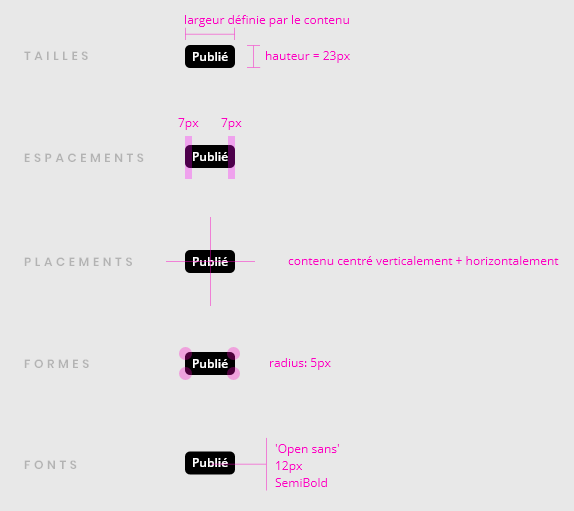 largeur définie par le contenu
TAILLES
Publié
hauteur = 23px
7px 7px
ESPACEMENTS
Publié
PLACEMENTS
Publié
contenu centré verticalement + horizontalement
FORMES
Publié
radius: 5px
FONTS
Publié
'Open sans'
12px
SemiBold